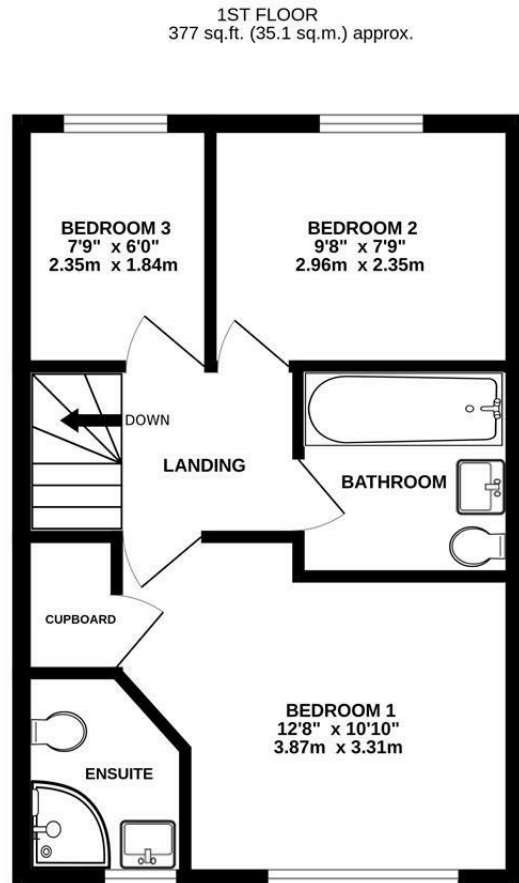 1ST FLOOR
377 sq.ft. (35.1 sq.m.) approx.
BEDROOM 3
7'9" x 6'0"
2.35m x 1.84m
BEDROOM 2
9'8" x 7'9"
2.96m x 2.35m
DOWN
LANDING
BATHROOM
CUPBOARD
BEDROOM 1
12'8" x 10'10"
3.87m x 3.31m
ENSUITE